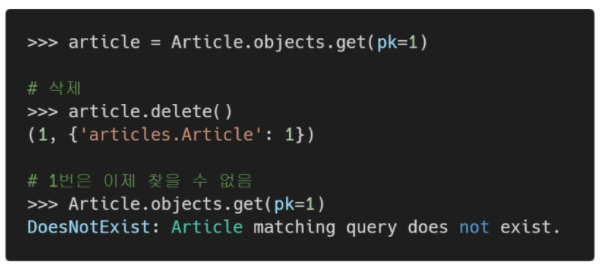 >>> article = Article.objects.get(pk=1)
# 삭제
>>> article.delete()
(1, {'articles.Article': 1})
# 1번은 이제 찾을 수 없음
>>> Article.objects.get(pk=1)
DoesNotExist: Article matching query does not exist.